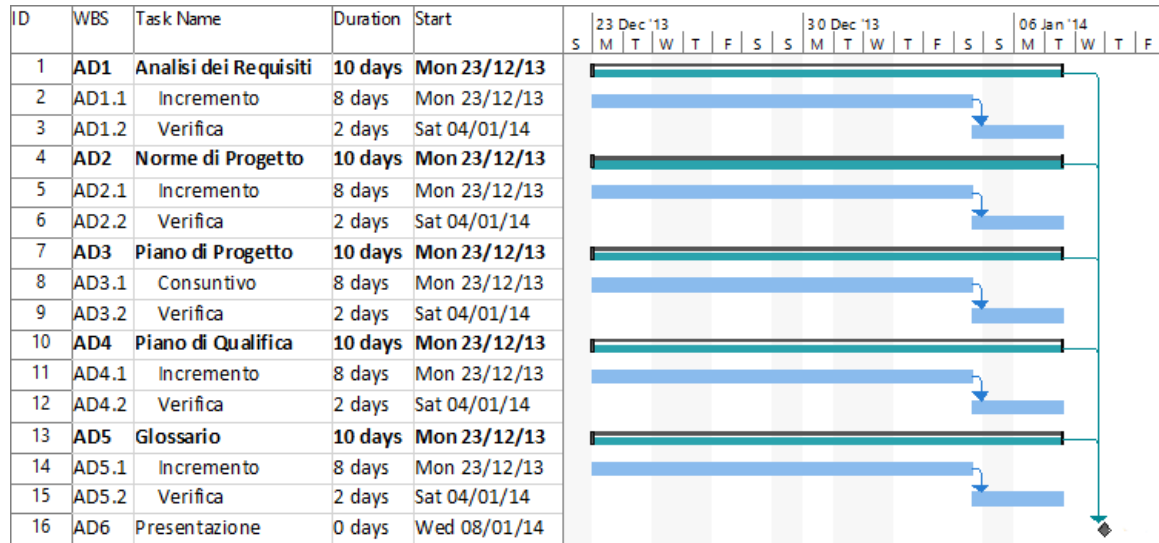 ID WBS Task Name Duration Start 23 Dec '13 30 Dec '13 06 Jan '14
S M T W T F S S M T W T F S S M T W T F
1 AD1 Analisi dei Requisiti 10 days Mon 23/12/13
2 AD1.1 Incremento 8 days Mon 23/12/13
3 AD1.2 Verifica 2 days Sat 04/01/14
4 AD2 Norme di Progetto 10 days Mon 23/12/13
5 AD2.1 Incremento 8 days Mon 23/12/13
6 AD2.2 Verifica 2 days Sat 04/01/14
7 AD3 Piano di Progetto 10 days Mon 23/12/13
8 AD3.1 Consuntivo 8 days Mon 23/12/13
9 AD3.2 Verifica 2 days Sat 04/01/14
10 AD4 Piano di Qualifica 10 days Mon 23/12/13
11 AD4.1 Incremento 8 days Mon 23/12/13
12 AD4.2 Verifica 2 days Sat 04/01/14
13 AD5 Glossario 10 days Mon 23/12/13
14 AD5.1 Incremento 8 days Mon 23/12/13
15 AD5.2 Verifica 2 days Sat 04/01/14
16 AD6 Presentazione 0 days Wed 08/01/14